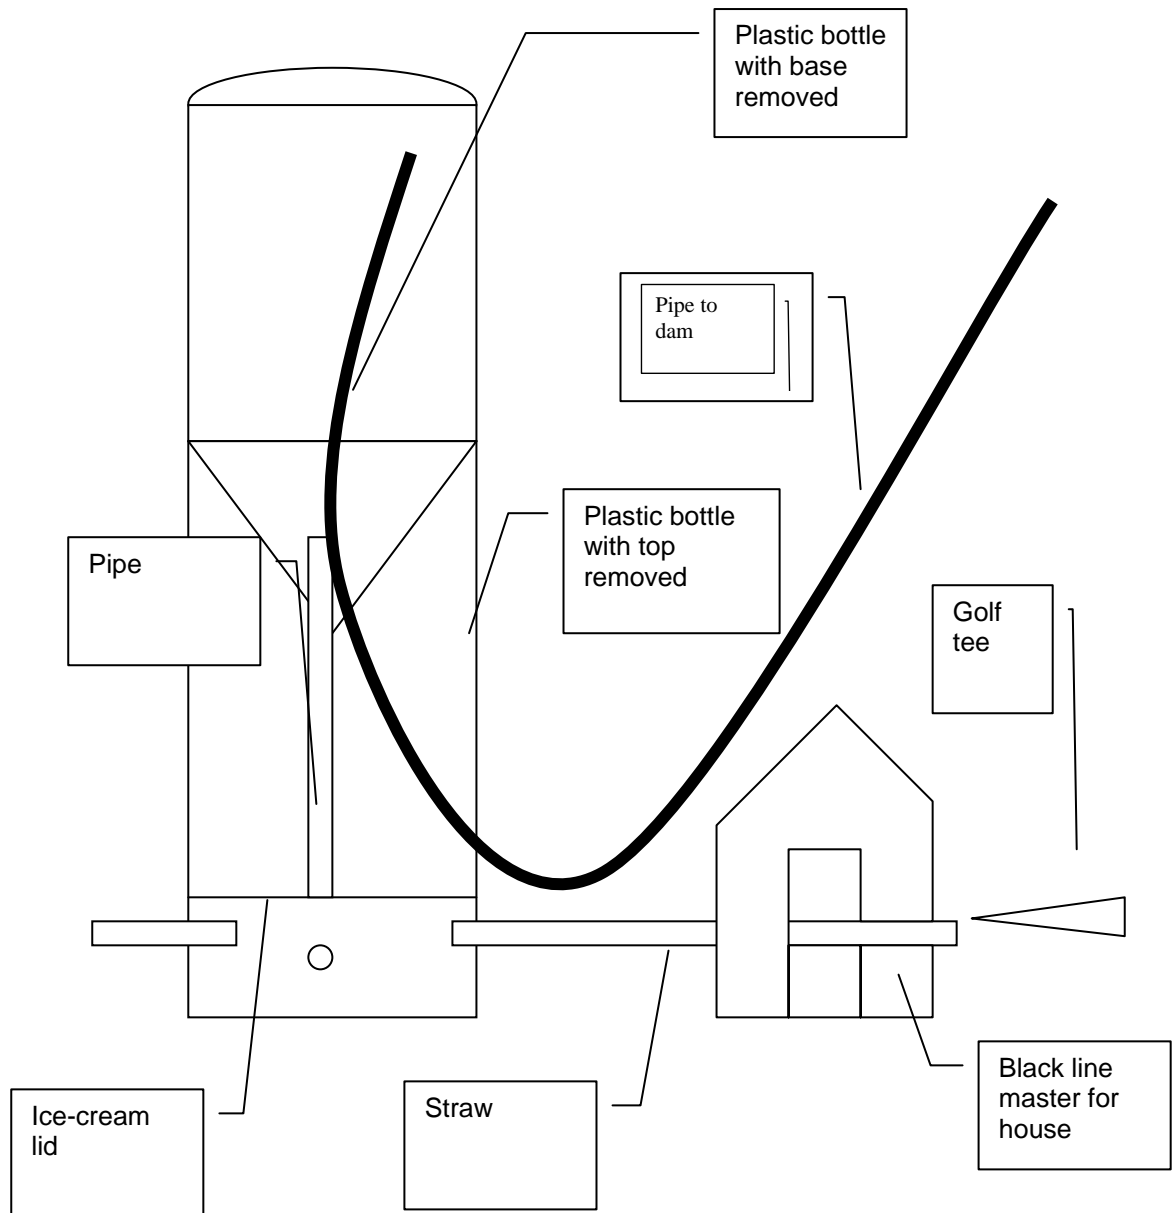 Plastic bottle
with base
removed
Pipe to
dam
Plastic bottle
with top
removed
Pipe
Golf
tee
Ice-cream
lid
Straw
Black line
master for
house